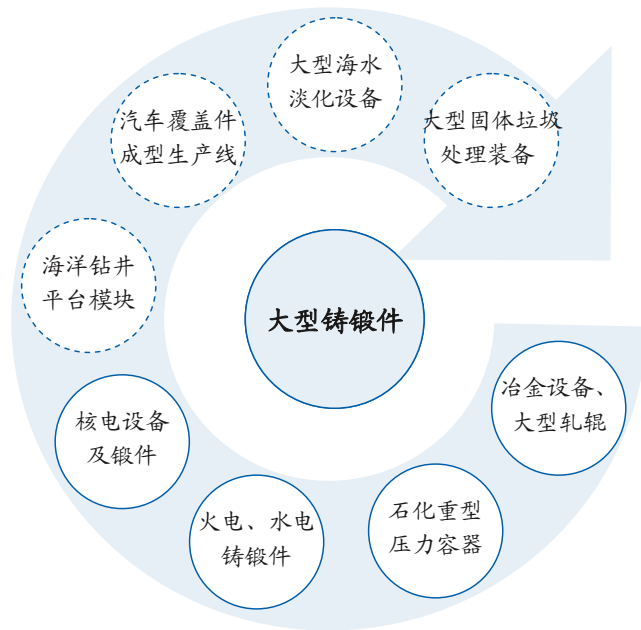 大型海水
淡化设备
汽车覆盖件
成型生产线
大型固体垃圾
处理装备
海洋钻井
平台模块
大型铸锻件
冶金设备、
大型轧辊
核电设备
及锻件
火电、水电
铸锻件
石化重型
压力容器